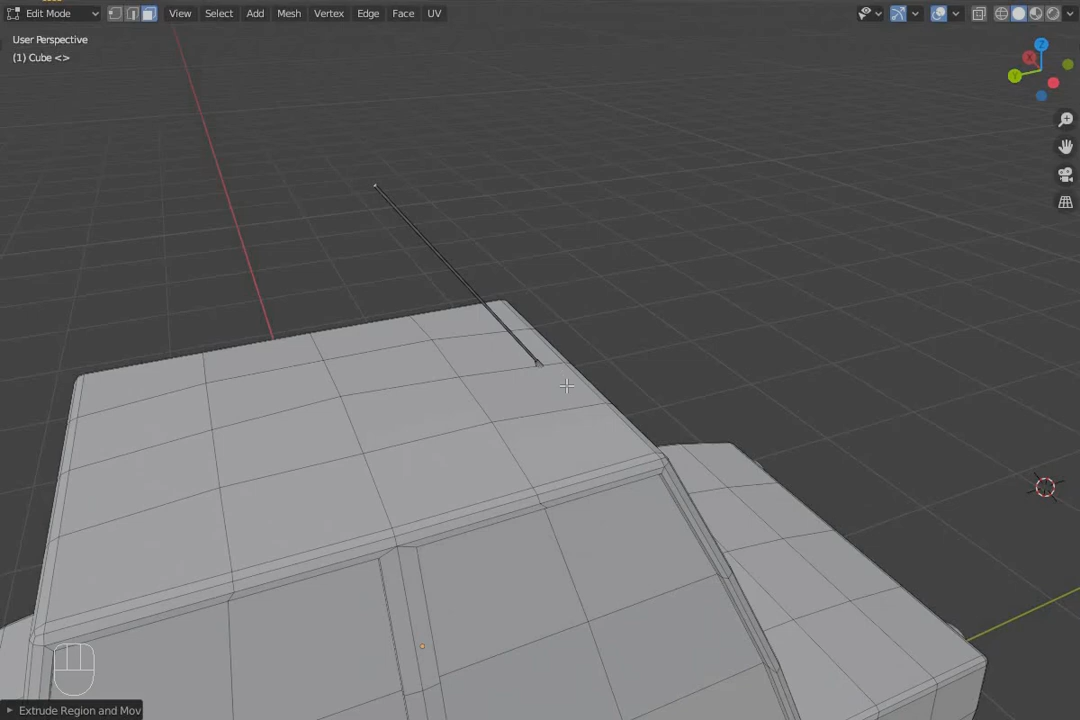 Edit Mode View Select Add Mesh Vertex Edge Face UV
User Perspective
(1) Cube <>
Z
X
Y
Extrude Region and Mov